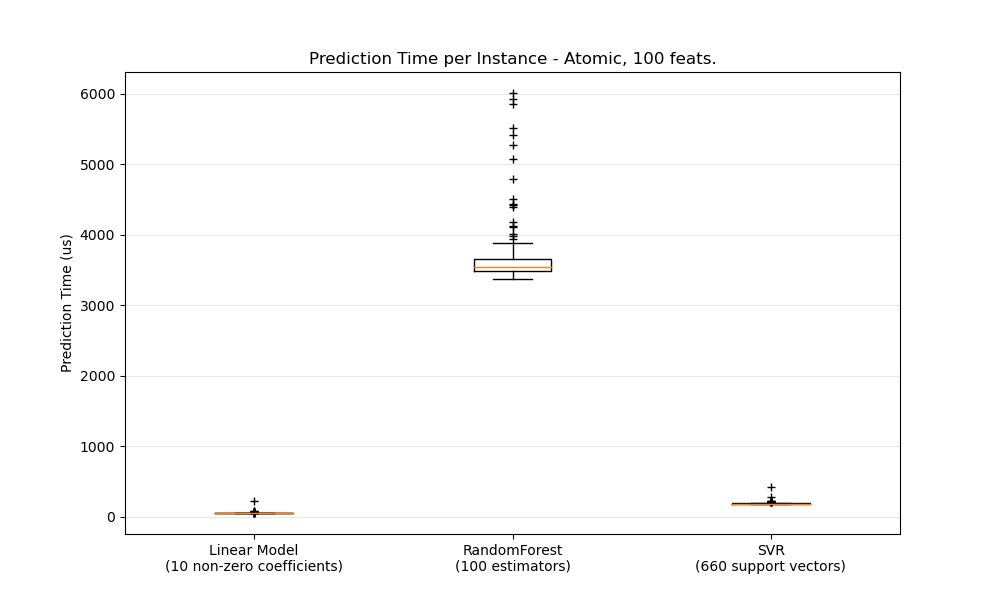 Prediction Time per Instance - Atomic, 100 feats.
Prediction Time (us)
6000
5000
4000
3000
2000
1000
0
Linear Model
(10 non-zero coefficients)
RandomForest
(100 estimators)
SVR
(660 support vectors)